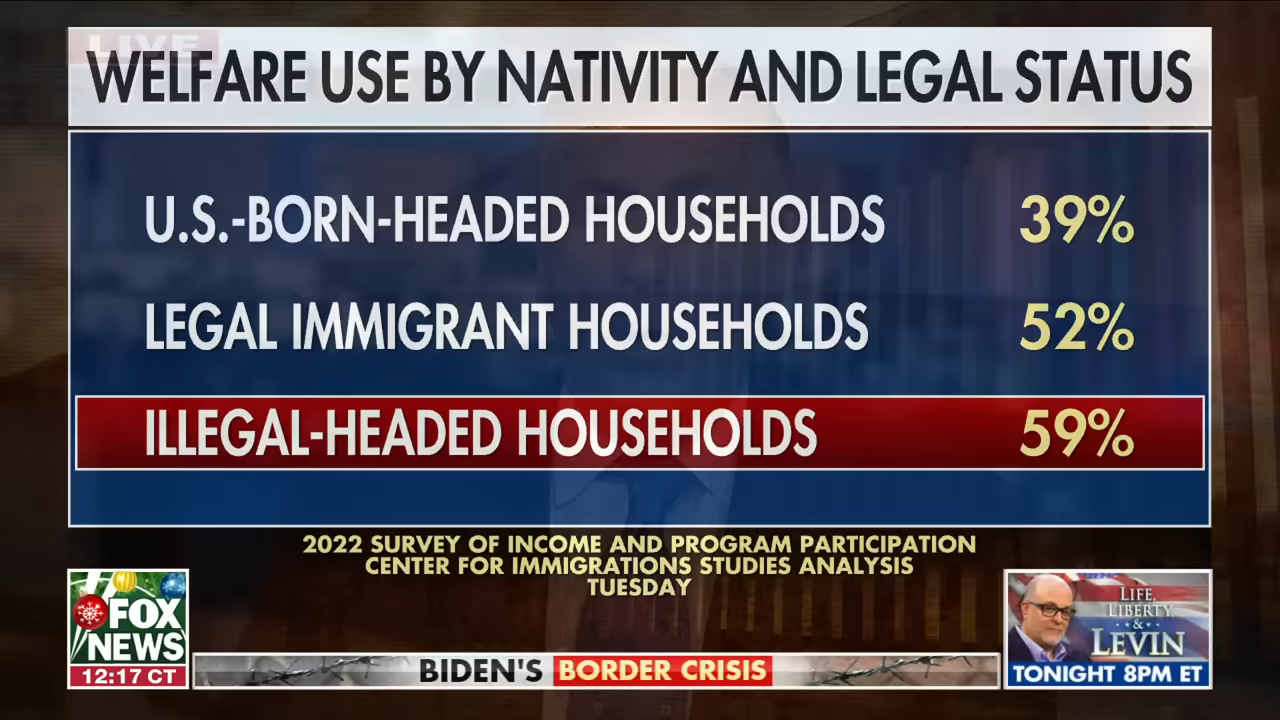 LIVE
WELFARE USE BY NATIVITY AND LEGAL STATUS
U.S.-BORN-HEADED HOUSEHOLDS 39%
LEGAL IMMIGRANT HOUSEHOLDS 52%
ILLEGAL-HEADED HOUSEHOLDS 59%
2022 SURVEY OF INCOME AND PROGRAM PARTICIPATION
CENTER FOR IMMIGRATIONS STUDIES ANALYSIS
TUESDAY
FOX
NEWS
12:17 CT
BIDEN'S BORDER CRISIS
LIFE,
LIBERTY,
&
LEVIN
TONIGHT 8PM ET